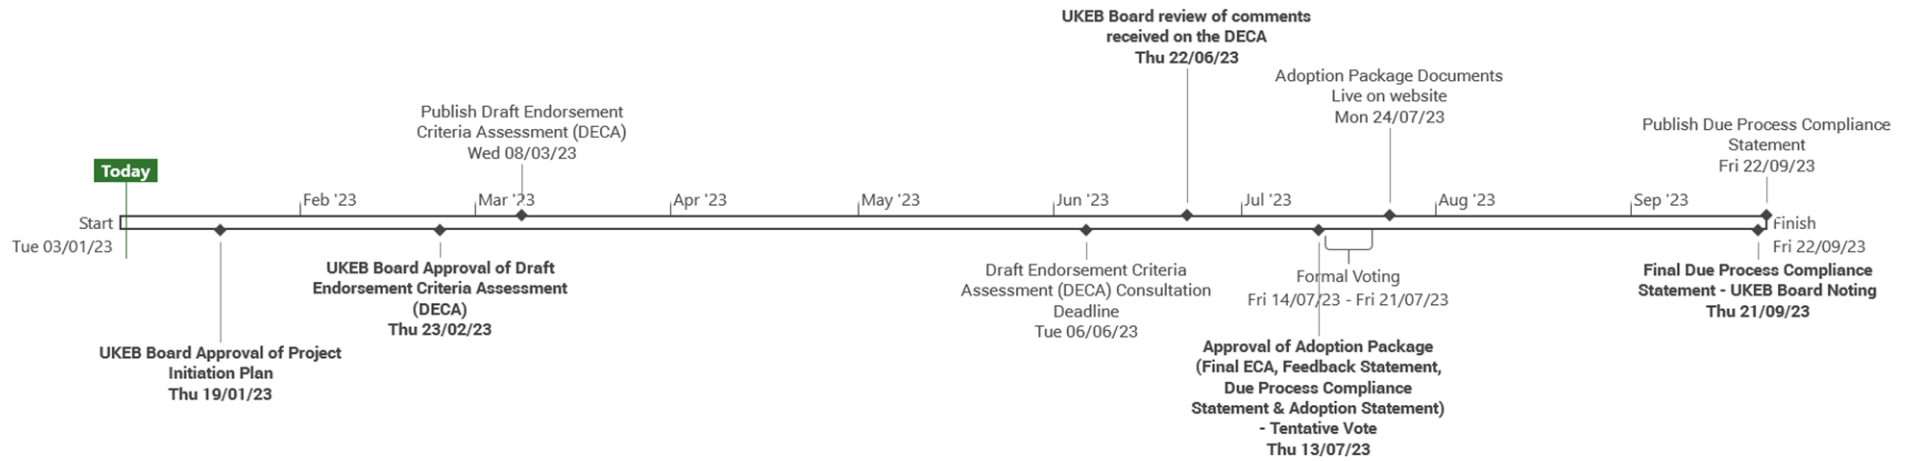 UKEB Board review of comments
received on the DECA
Thu 22/06/23
Adoption Package Documents
Live on website
Mon 24/07/23
Publish Draft Endorsement
Criteria Assessment (DECA)
Wed 08/03/23
Publish Due Process Compliance
Statement
Fri 22/09/23
Today
Feb '23
Mar '23
Apr '23
May '23
Jun '23
Jul '23
Aug '23
Sep '23
Start
Tue 03/01/23
Finish
Fri 22/09/23
UKEB Board Approval of Draft
Endorsement Criteria Assessment
(DECA)
Thu 23/02/23
Draft Endorsement Criteria
Assessment (DECA) Consultation
Deadline
Tue 06/06/23
Formal Voting
Fri 14/07/23 - Fri 21/07/23
Final Due Process Compliance
Statement - UKEB Board Noting
Thu 21/09/23
UKEB Board Approval of Project
Initiation Plan
Thu 19/01/23
Approval of Adoption Package
(Final ECA, Feedback Statement,
Due Process Compliance
Statement & Adoption Statement)
- Tentative Vote
Thu 13/07/23